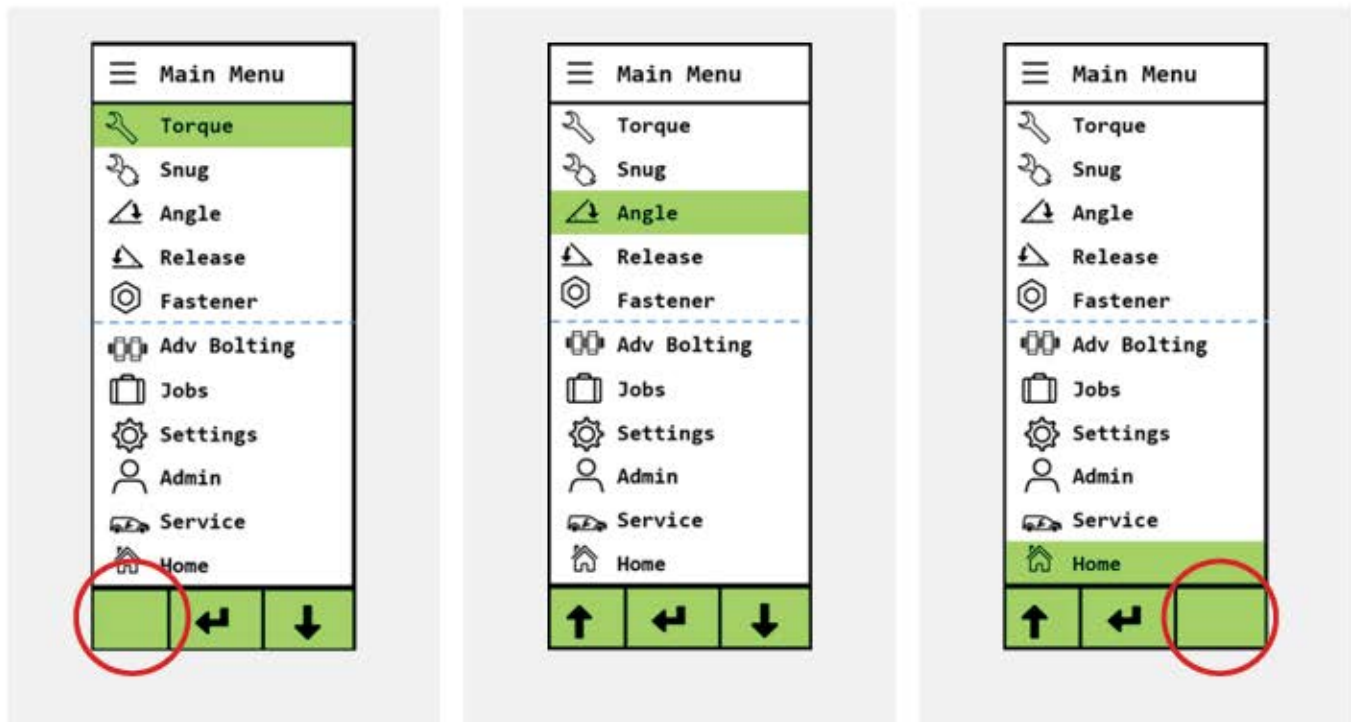 Main Menu
Torque
Snug
Angle
Release
Fastener
Adv Bolting
Jobs
Settings
Admin
Service
Home
Main Menu
Torque
Snug
Angle
Release
Fastener
Adv Bolting
Jobs
Settings
Admin
Service
Home
Main Menu
Torque
Snug
Angle
Release
Fastener
Adv Bolting
Jobs
Settings
Admin
Service
Home